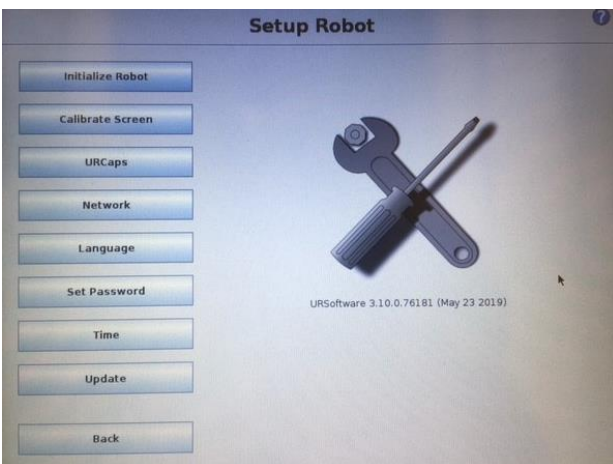 Setup Robot
?
Initialize Robot
Calibrate Screen
URCaps
Network
Language
Set Password
Time
Update
Back
URSoftware 3.10.0.76181 (May 23 2019)